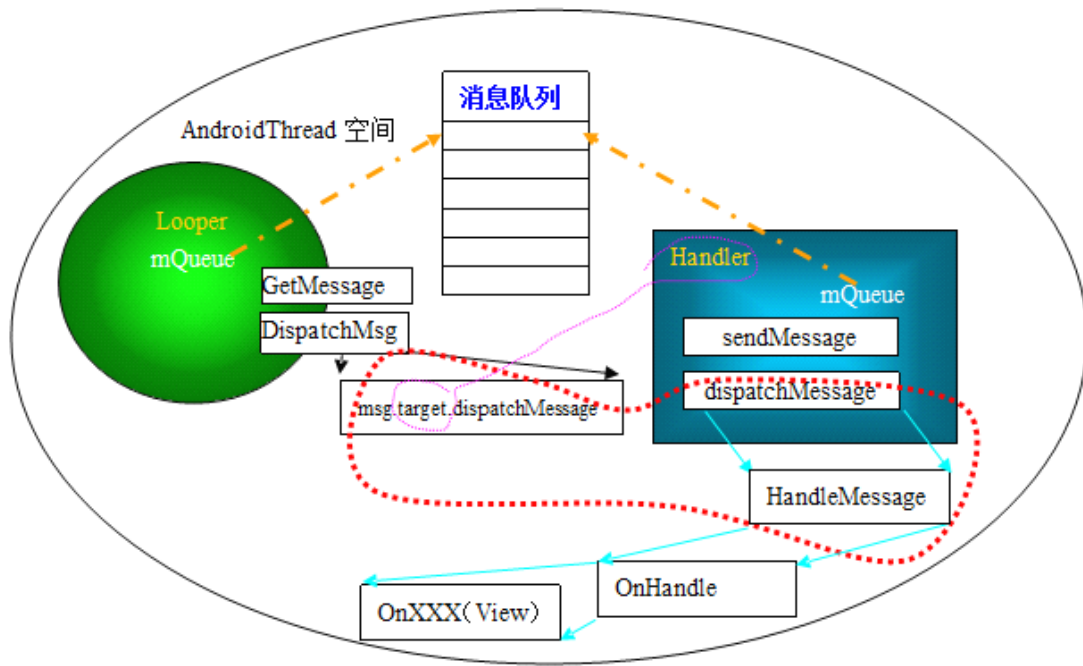 消息队列
AndroidThread 空间
Looper
mQueue
GetMessage
DispatchMsg
msg.target.dispatchMessage
Handler
mQueue
sendMessage
dispatchMessage
HandleMessage
OnHandle
OnXXX（View）